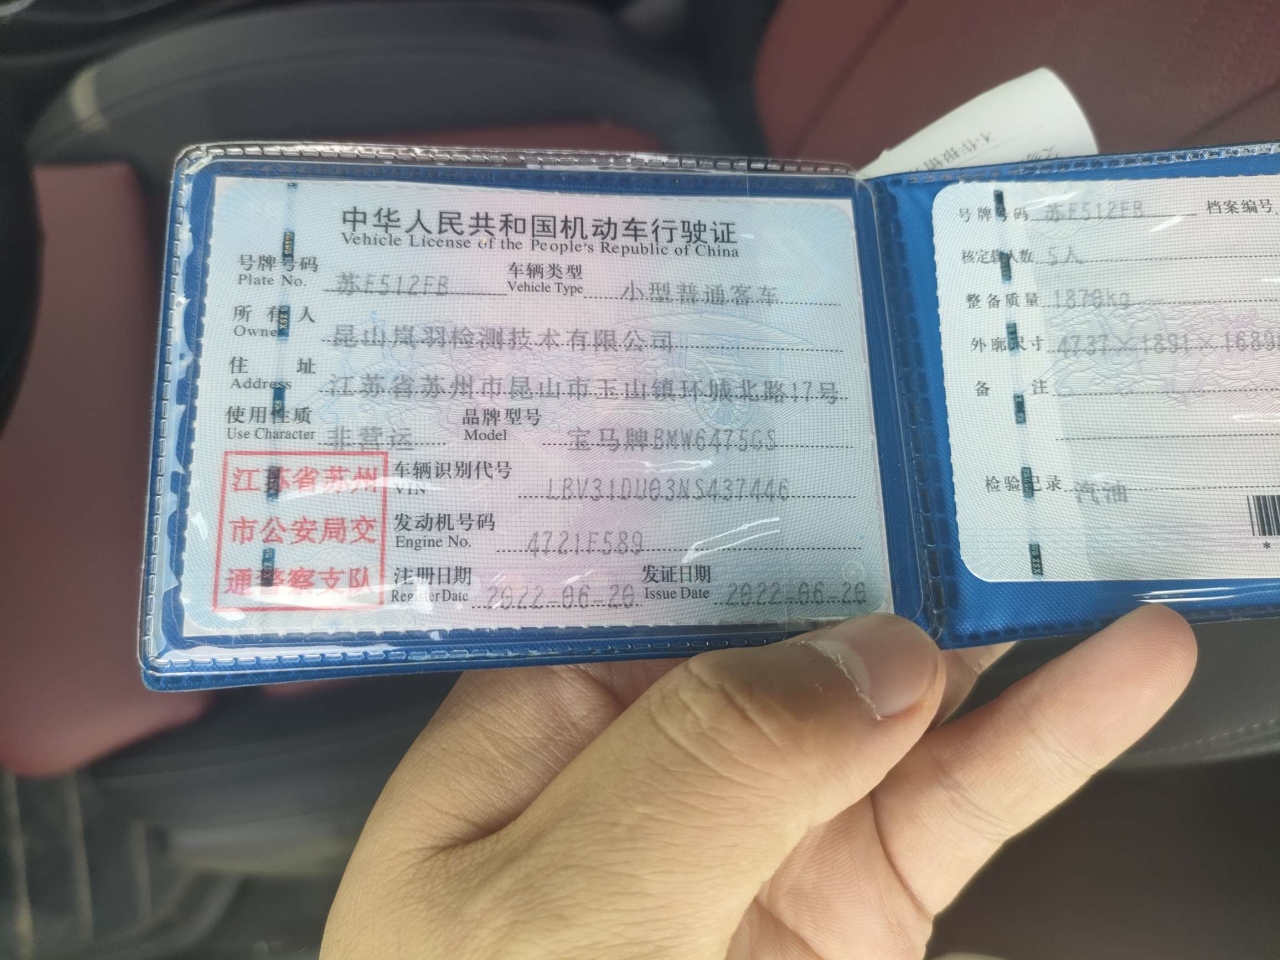 中华人民共和国机动车行驶证
Vehicle License of the People's Republic of China
号牌号码 苏E512FB 车辆类型 小型普通客车
Plate No. Vehicle Type
所有人 昆山岚羽检测技术有限公司
Owner
住址 江苏省苏州市昆山市玉山镇环城北路17号
Address
使用性质 非营运 品牌型号 宝马牌BMW6475GS
Use Character Model
车辆识别代号 LBV31DU03NS437446
VIN
发动机号码 4721F589
Engine No.
注册日期 2022-06-20 发证日期 2022-06-20
Register Date Issue Date
江苏省苏州
市公安局交
通警察支队
号牌号码 苏E512FB 档案编号
核定载人数 5人
整备质量 1870kg
外廓尺寸 4737×1891×1689
备注
检验记录 汽油
*